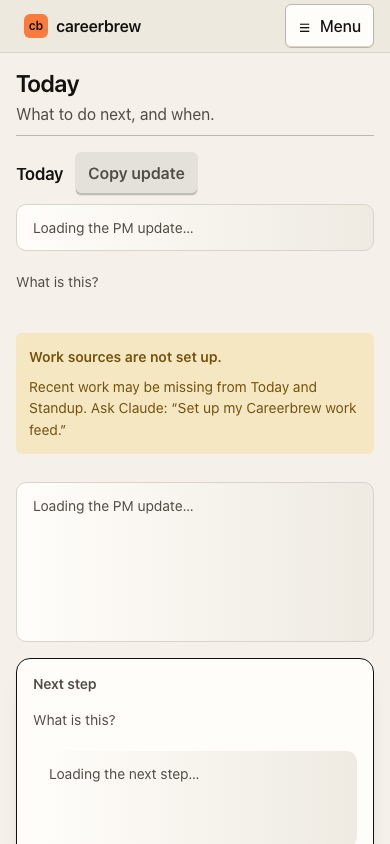 cb careerbrew
≡ Menu
Today
What to do next, and when.
Today
Copy update
Loading the PM update…
What is this?
Work sources are not set up.
Recent work may be missing from Today and
Standup. Ask Claude: “Set up my Careerbrew work
feed.”
Loading the PM update…
Next step
What is this?
Loading the next step…